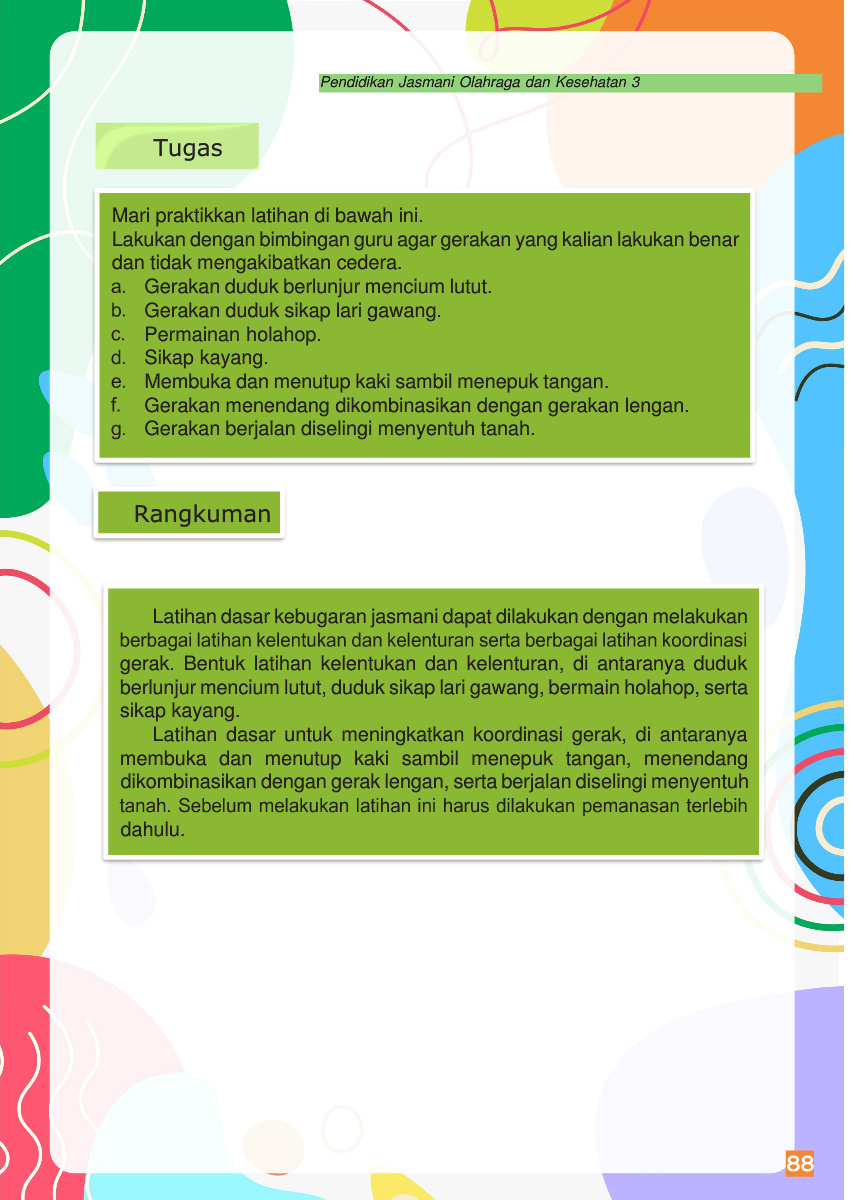 Pendidikan Jasmani Olahraga dan Kesehatan 3
Tugas
Mari praktikkan latihan di bawah ini.
Lakukan dengan bimbingan guru agar gerakan yang kalian lakukan benar
dan tidak mengakibatkan cedera.
a. Gerakan duduk berlunjur mencium lutut.
b. Gerakan duduk sikap lari gawang.
c. Permainan holahop.
d. Sikap kayang.
e. Membuka dan menutup kaki sambil menepuk tangan.
f. Gerakan menendang dikombinasikan dengan gerakan lengan.
g. Gerakan berjalan diselingi menyentuh tanah.
Rangkuman
Latihan dasar kebugaran jasmani dapat dilakukan dengan melakukan
berbagai latihan kelentukan dan kelenturan serta berbagai latihan koordinasi
gerak. Bentuk latihan kelentukan dan kelenturan, di antaranya duduk
berlunjur mencium lutut, duduk sikap lari gawang, bermain holahop, serta
sikap kayang.
Latihan dasar untuk meningkatkan koordinasi gerak, di antaranya
membuka dan menutup kaki sambil menepuk tangan, menendang
dikombinasikan dengan gerak lengan, serta berjalan diselingi menyentuh
tanah. Sebelum melakukan latihan ini harus dilakukan pemanasan terlebih
dahulu.
88